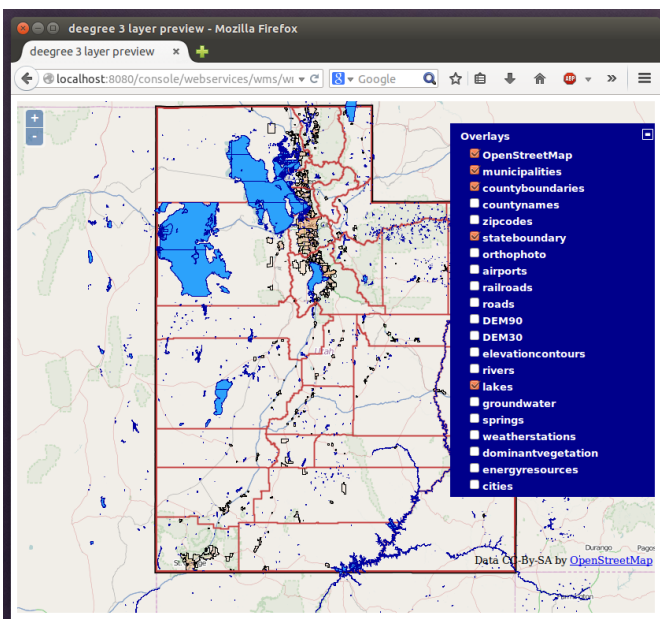 deegree 3 layer preview - Mozilla Firefox
deegree 3 layer preview
localhost:8080/console/webservices/wms/
Google
+
-
Overlays
OpenStreetMap
municipalities
countyboundaries
countynames
zipcodes
stateboundary
orthophoto
airports
railroads
roads
DEM90
DEM30
elevationcontours
rivers
lakes
groundwater
springs
weatherstations
dominantvegetation
energyresources
cities
Utah
Durango
Data CC-By-SA by OpenStreetMap